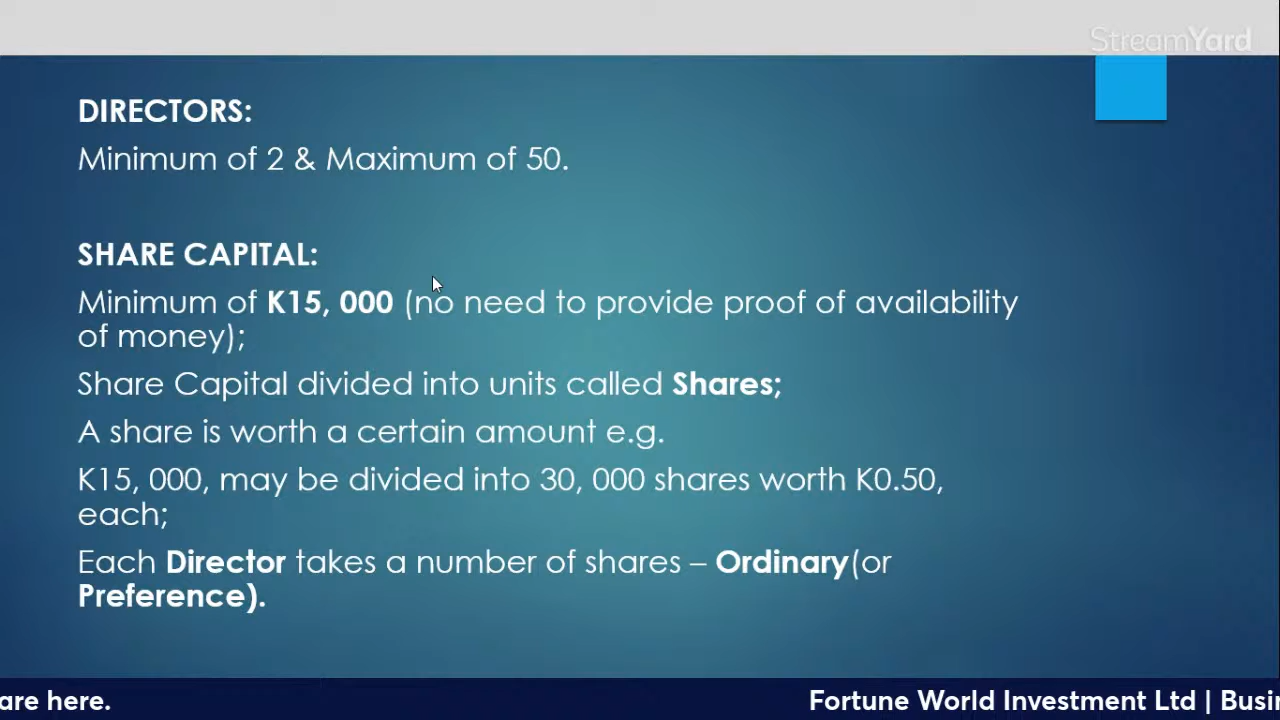 StreamYard
DIRECTORS:
Minimum of 2 & Maximum of 50.
SHARE CAPITAL:
Minimum of K15, 000 (no need to provide proof of availability
of money);
Share Capital divided into units called Shares;
A share is worth a certain amount e.g.
K15, 000, may be divided into 30, 000 shares worth K0.50,
each;
Each Director takes a number of shares – Ordinary(or
Preference).
are here.
Fortune World Investment Ltd | Busi